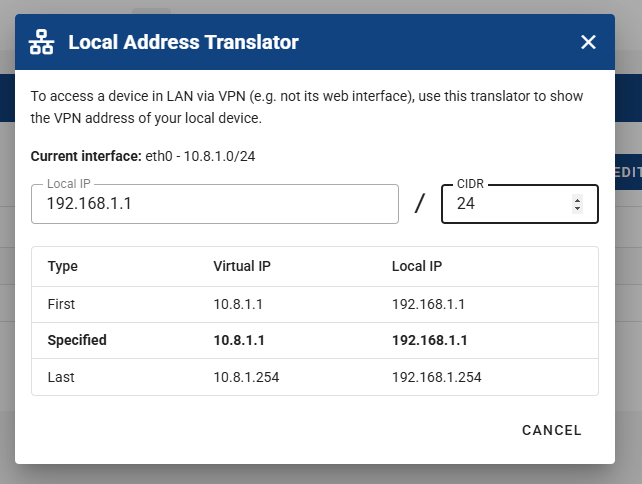 Local Address Translator
To access a device in LAN via VPN (e.g. not its web interface), use this translator to show
the VPN address of your local device.
Current interface: eth0 - 10.8.1.0/24
Local IP
CIDR
192.168.1.1 / 24
EDIT
Type Virtual IP Local IP
First 10.8.1.1 192.168.1.1
Specified 10.8.1.1 192.168.1.1
Last 10.8.1.254 192.168.1.254
CANCEL